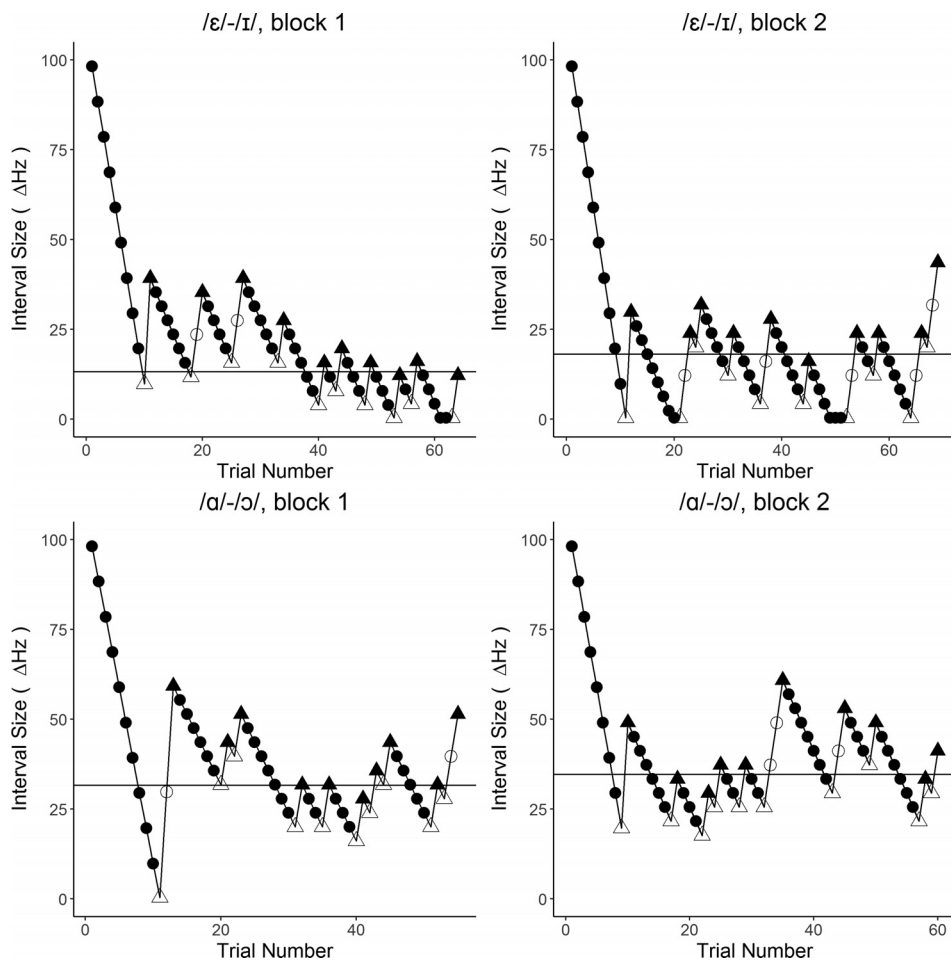 /ɛ/-/ɪ/, block 1
Interval Size ( ΔHz )
100
75
50
25
0
0 20 40 60
Trial Number
/ɛ/-/ɪ/, block 2
Interval Size ( ΔHz )
100
75
50
25
0
0 20 40 60
Trial Number
/ɑ/-/ɔ/, block 1
Interval Size ( ΔHz )
100
75
50
25
0
0 20 40
Trial Number
/ɑ/-/ɔ/, block 2
Interval Size ( ΔHz )
100
75
50
25
0
0 20 40 60
Trial Number